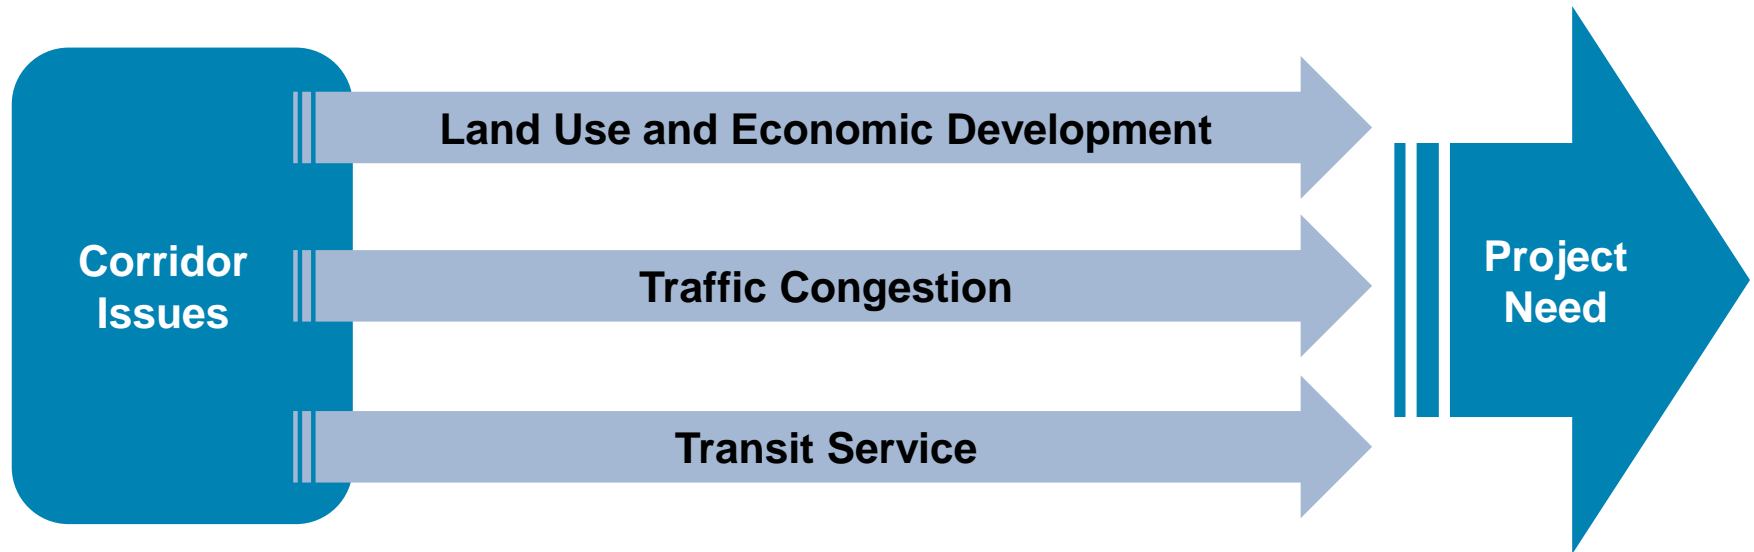 Corridor
Issues
Land Use and Economic Development
Traffic Congestion
Transit Service
Project
Need